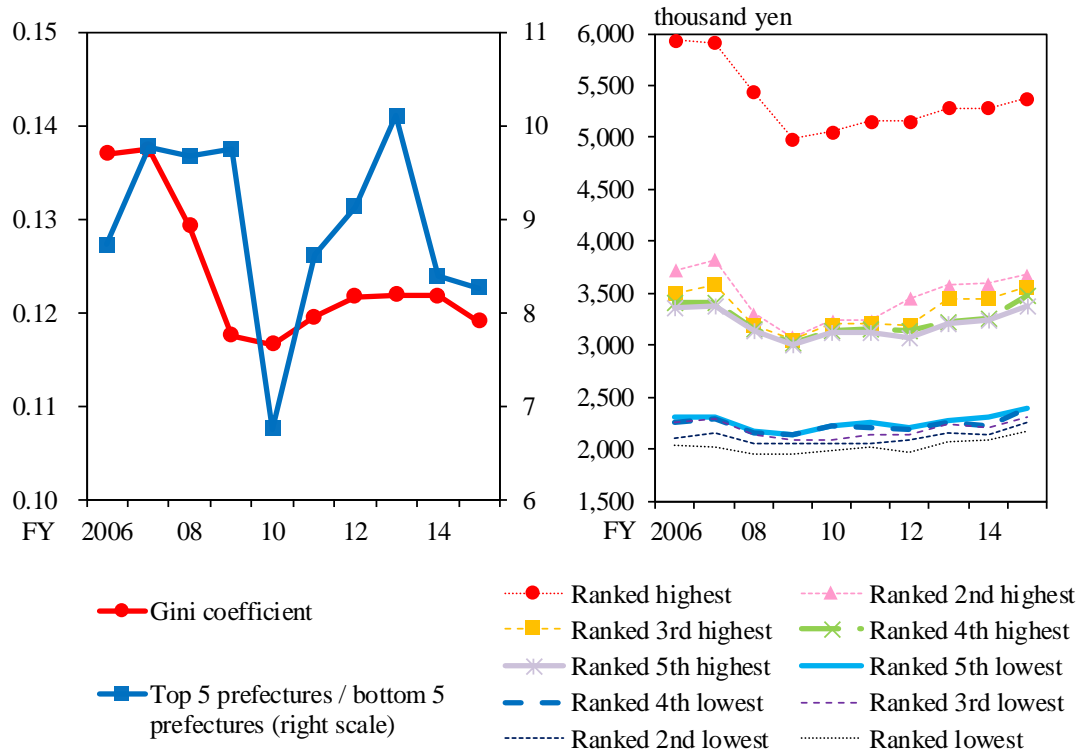 0.15
0.14
0.13
0.12
0.11
0.10
11
10
9
8
7
6
FY 2006 08 10 12 14
thousand yen
6,000
5,500
5,000
4,500
4,000
3,500
3,000
2,500
2,000
1,500
FY 2006 08 10 12 14
Gini coefficient
Top 5 prefectures / bottom 5
prefectures (right scale)
Ranked highest
Ranked 2nd highest
Ranked 3rd highest
Ranked 4th highest
Ranked 5th highest
Ranked 5th lowest
Ranked 4th lowest
Ranked 3rd lowest
Ranked 2nd lowest
Ranked lowest